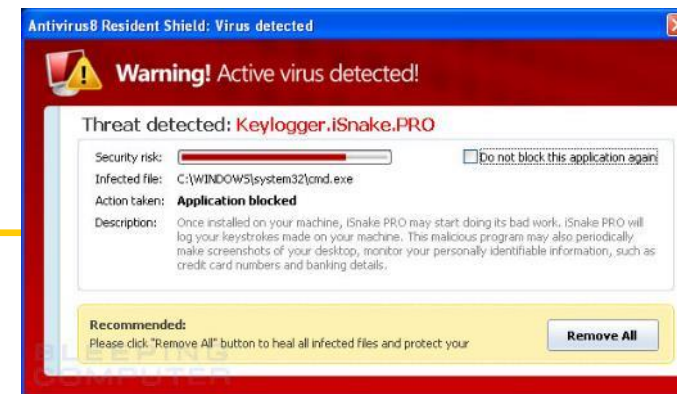 Antivirus8 Resident Shield: Virus detected
Warning! Active virus detected!
Threat detected: Keylogger.iSnake.PRO
Security risk:
Do not block this application again
Infected file: C:\WINDOWS\system32\cmd.exe
Action taken: Application blocked
Description: Once installed on your machine, iSnake PRO may start doing its bad work. iSnake PRO will
log your keystrokes made on your machine. This malicious program may also periodically
make screenshots of your desktop, monitor your personally identifiable information, such as
credit card numbers and banking details.
Recommended:
Please click "Remove All" button to heal all infected files and protect your
Remove All
BLEEPING
COMPUTER